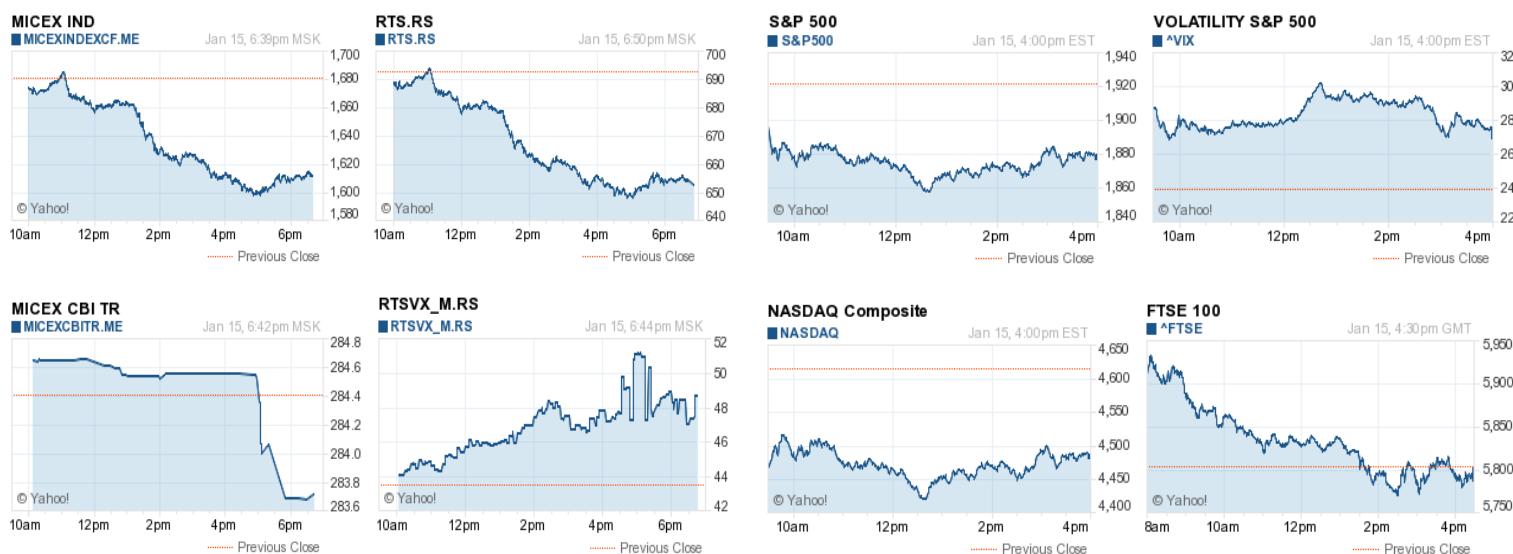 MICEX IND
MICEXINDEXCF.ME Jan 15, 6:39pm MSK
1,700
1,680
1,660
1,640
1,620
1,600
1,580
© Yahoo!
10am 12pm 2pm 4pm 6pm
Previous Close
RTS.RS
RTS.RS Jan 15, 6:50pm MSK
700
690
680
670
660
650
640
© Yahoo!
10am 12pm 2pm 4pm 6pm
Previous Close
S&P 500
S&P500 Jan 15, 4:00pm EST
1,940
1,920
1,900
1,880
1,860
1,840
© Yahoo!
10am 12pm 2pm 4pm
Previous Close
VOLATILITY S&P 500
^VIX Jan 15, 4:00pm EST
32
30
28
26
24
22
© Yahoo!
10am 12pm 2pm 4pm
Previous Close
MICEX CBI TR
MICEXCBITR.ME Jan 15, 6:42pm MSK
284.8
284.6
284.4
284.2
284.0
283.8
283.6
© Yahoo!
10am 12pm 2pm 4pm 6pm
Previous Close
RTSVX_M.RS
RTSVX_M.RS Jan 15, 6:44pm MSK
52
50
48
46
44
42
© Yahoo!
10am 12pm 2pm 4pm 6pm
Previous Close
NASDAQ Composite
NASDAQ Jan 15, 4:00pm EST
4,650
4,600
4,550
4,500
4,450
4,400
© Yahoo!
10am 12pm 2pm 4pm
Previous Close
FTSE 100
^FTSE Jan 15, 4:30pm GMT
5,950
5,900
5,850
5,800
5,750
© Yahoo!
8am 10am 12pm 2pm 4pm
Previous Close